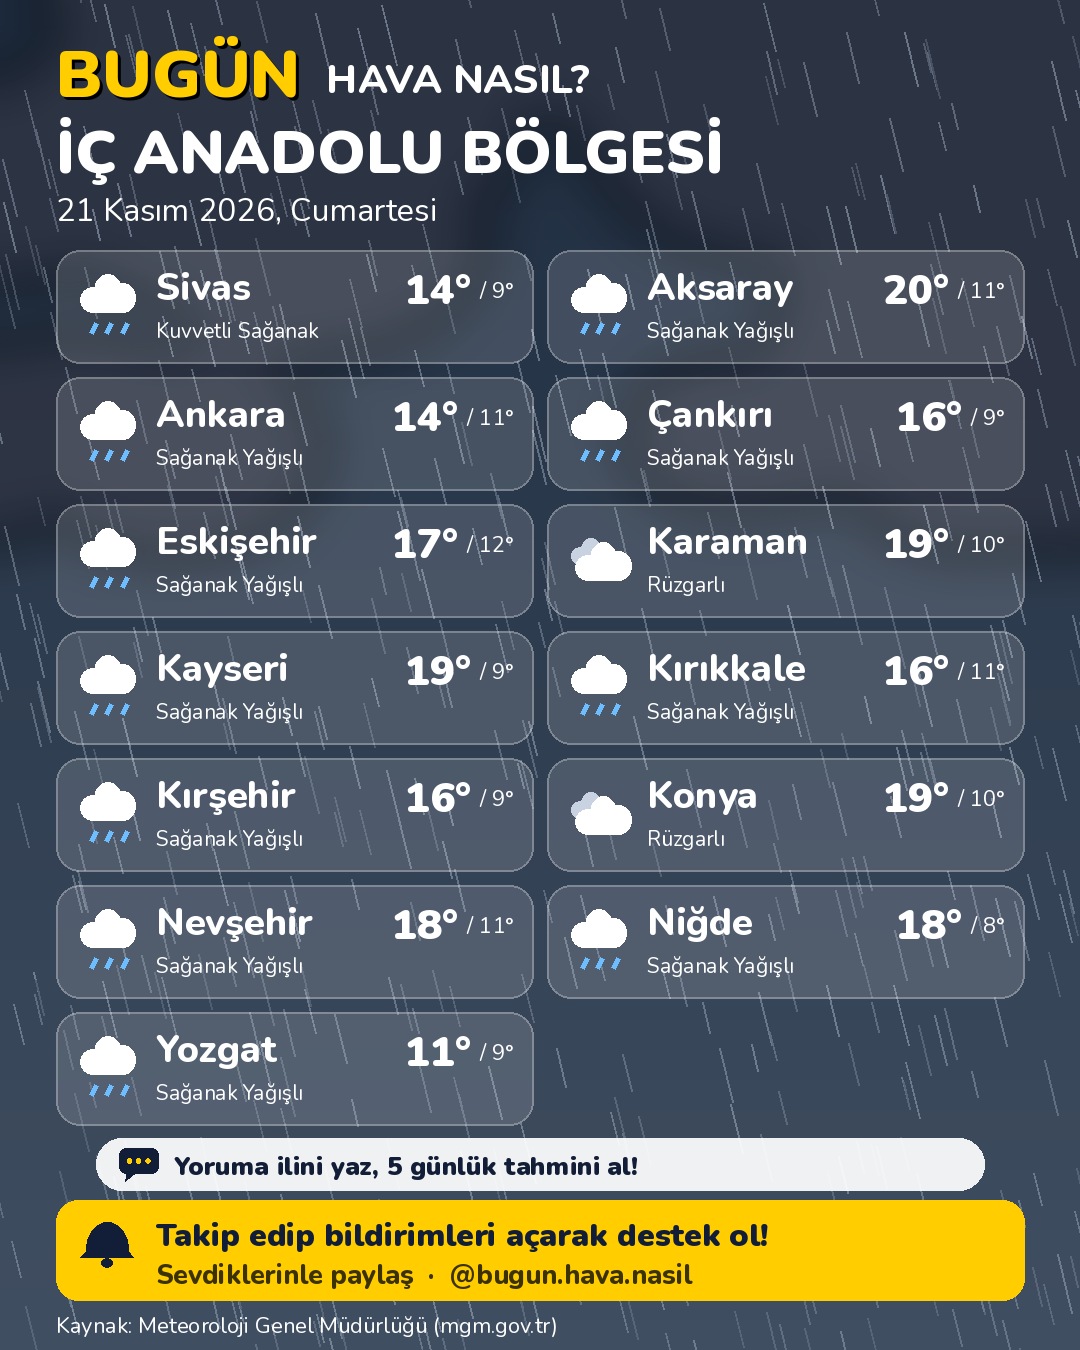 BUGÜN HAVA NASIL?
İÇ ANADOLU BÖLGESİ
21 Kasım 2026, Cumartesi
Sivas 14° / 9°
Kuvvetli Sağanak
Aksaray 20° / 11°
Sağanak Yağışlı
Ankara 14° / 11°
Sağanak Yağışlı
Çankırı 16° / 9°
Sağanak Yağışlı
Eskişehir 17° / 12°
Sağanak Yağışlı
Karaman 19° / 10°
Rüzgarlı
Kayseri 19° / 9°
Sağanak Yağışlı
Kırıkkale 16° / 11°
Sağanak Yağışlı
Kırşehir 16° / 9°
Sağanak Yağışlı
Konya 19° / 10°
Rüzgarlı
Nevşehir 18° / 11°
Sağanak Yağışlı
Niğde 18° / 8°
Sağanak Yağışlı
Yozgat 11° / 9°
Sağanak Yağışlı
Yoruma ilini yaz, 5 günlük tahmini al!
Takip edip bildirimleri açarak destek ol!
Sevdiklerinle paylaş · @bugun.hava.nasil
Kaynak: Meteoroloji Genel Müdürlüğü (mgm.gov.tr)